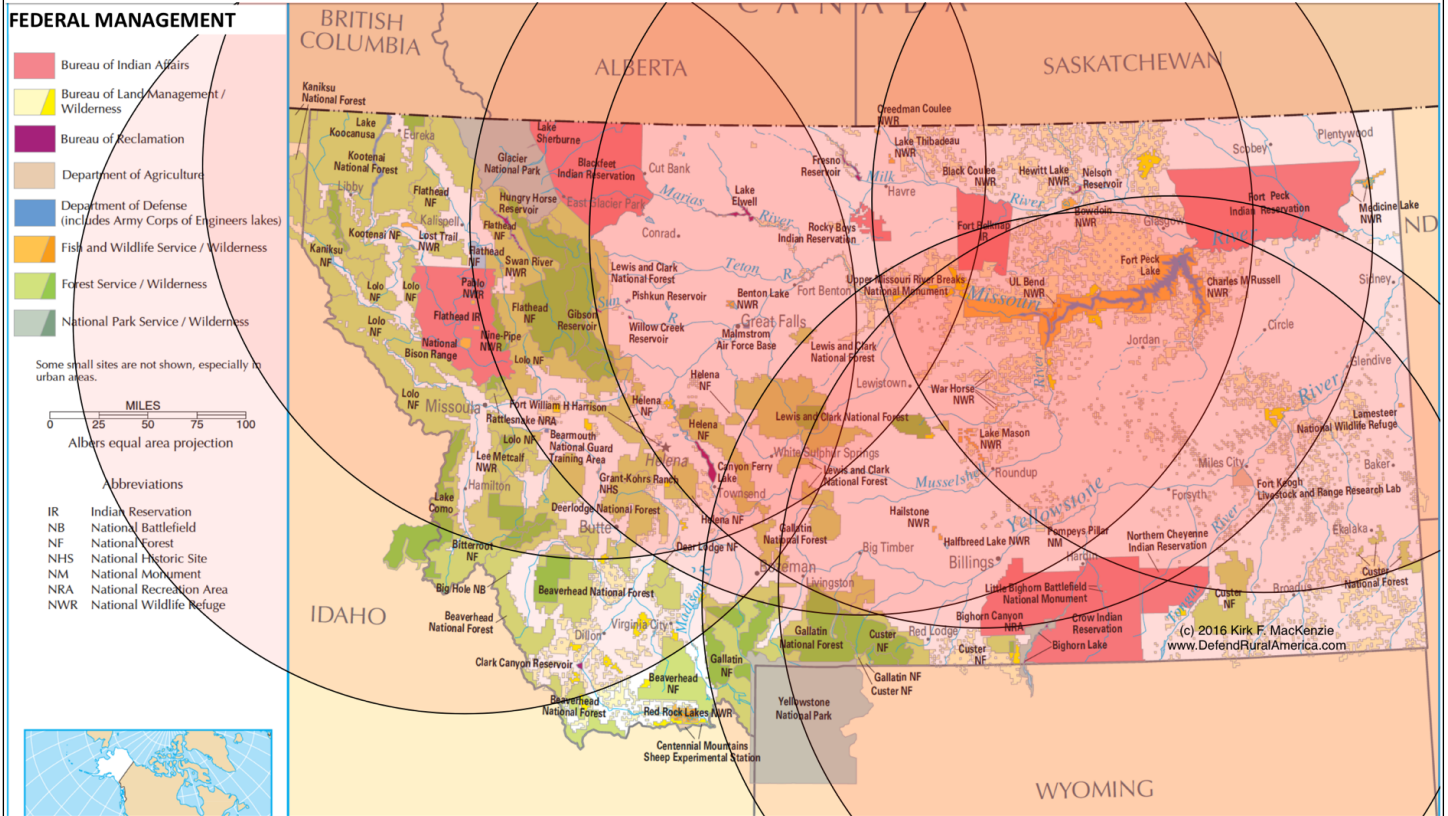 FEDERAL MANAGEMENT
Bureau of Indian Affairs
Bureau of Land Management /
Wilderness
Bureau of Reclamation
Department of Agriculture
Department of Defense
(includes Army Corps of Engineers lakes)
Fish and Wildlife Service / Wilderness
Forest Service / Wilderness
National Park Service / Wilderness
Some small sites are not shown, especially in
urban areas.
MILES
0 25 50 75 100
Albers equal area projection
Abbreviations
IR Indian Reservation
NB National Battlefield
NF National Forest
NHS National Historic Site
NM National Monument
NRA National Recreation Area
NWR National Wildlife Refuge
CANADA
BRITISH
COLUMBIA
ALBERTA
SASKATCHEWAN
Kaniksu
National Forest
Lake
Koocanusa
Eureka
Kootenai
National Forest
Libby
Glacier
National Park
Lake
Sherburne
Blackfeet
Indian Reservation
Cut Bank
East Glacier Park
Hungry Horse
Reservoir
Flathead
NF
Kalispell
Kootenai NF
Lost Trail
NWR
Flathead
NF
Flathead
NF
Swan River
NWR
Kaniksu
NF
Lolo
NF
Lolo
NF
Lolo
NF
Pablo
NWR
Flathead IR
Nine-Pipe
NWR
National
Bison Range
Flathead
NF
Gibson
Reservoir
Lolo NF
Lolo
NF
Missoula
Fort William H Harrison
Rattlesnake NRA
Lolo NF
Bearmouth
National Guard
Training Area
Lee Metcalf
NWR
Hamilton
Lake
Como
Grant-Kohrs Ranch
NHS
Deerlodge National Forest
Butte
Bitterroot
NF
Big Hole NB
Beaverhead National Forest
Beaverhead
National Forest
Dillon
Virginia City
Clark Canyon Reservoir
Beaverhead
NF
Beaverhead
National Forest
Red Rock Lakes NWR
Centennial Mountains
Sheep Experimental Station
IDAHO
Creedman Coulee
NWR
Lake Thibadeau
NWR
Fresno
Reservoir
Milk
River
Havre
Black Coulee
NWR
Hewitt Lake
NWR
Nelson
Reservoir
Bowdoin
NWR
Glasgow
Fort Belknap
IR
Rocky Boys
Indian Reservation
Marias
River
Lake
Elwell
Conrad
Teton R
Lewis and Clark
National Forest
Pishkun Reservoir
Sun
R
Willow Creek
Reservoir
Benton Lake
NWR
Fort Benton
Great Falls
Malmstrom
Air Force Base
Lewis and Clark
National Forest
Upper Missouri River Breaks
National Monument
Missouri
River
UL Bend
NWR
Fort Peck
Lake
Charles M Russell
NWR
Scobey
Plentywood
Fort Peck
Indian Reservation
Medicine Lake
NWR
ND
Sidney
Circle
Jordan
Glendive
River
Lewistown
War Horse
NWR
Helena
NF
Helena
NF
Helena
NF
Helena
Lewis and Clark National Forest
White Sulphur Springs
Canyon Ferry
Lake
Townsend
Lewis and Clark
National Forest
Helena NF
Deer Lodge NF
Gallatin
National Forest
Lake Mason
NWR
Roundup
Musselshell
River
Hailstone
NWR
Halfbreed Lake NWR
Yellowstone
Pompeys Pillar
NM
Big Timber
Billings
Bozeman
Livingston
Madison R
Lamesteer
National Wildlife Refuge
Miles City
Baker
Fort Keogh
Livestock and Range Research Lab
Forsyth
River
Ekalaka
Northern Cheyenne
Indian Reservation
Hardin
Little Bighorn Battlefield
National Monument
Bighorn Canyon
NRA
Crow Indian
Reservation
Bighorn Lake
Tongue
Custer
NF
Broadus
Custer
National Forest
Gallatin
National Forest
Custer
NF
Red Lodge
Custer
NF
Gallatin NF
Custer NF
Gallatin
NF
Yellowstone
National Park
WYOMING
(c) 2016 Kirk F. MacKenzie
www.DefendRuralAmerica.com